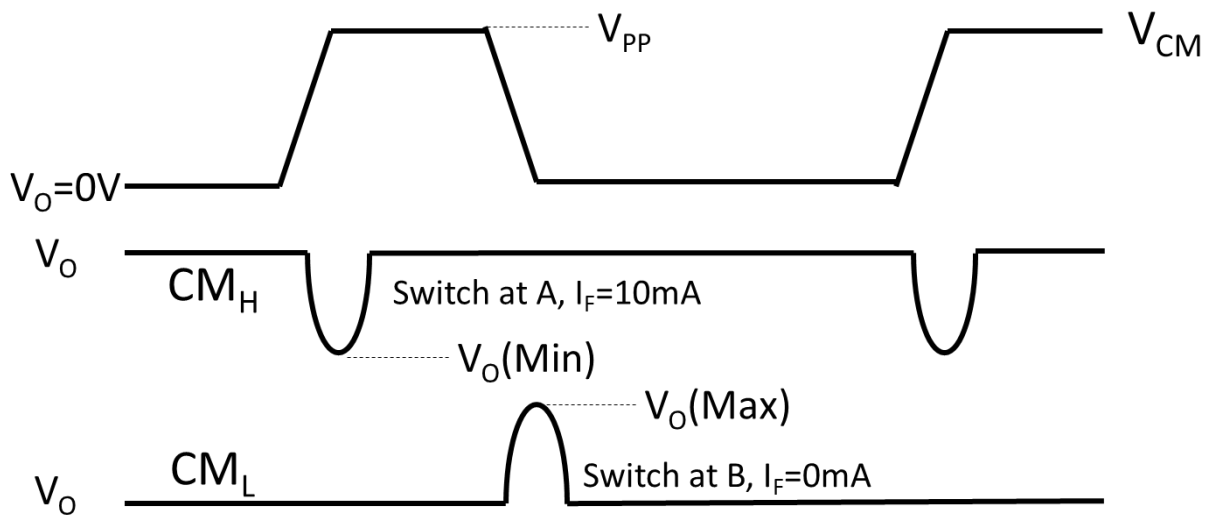 V_PP
V_CM
V_O=0V
V_O
CM_H
Switch at A, I_F=10mA
V_O(Min)
V_O(Max)
CM_L
Switch at B, I_F=0mA
V_O